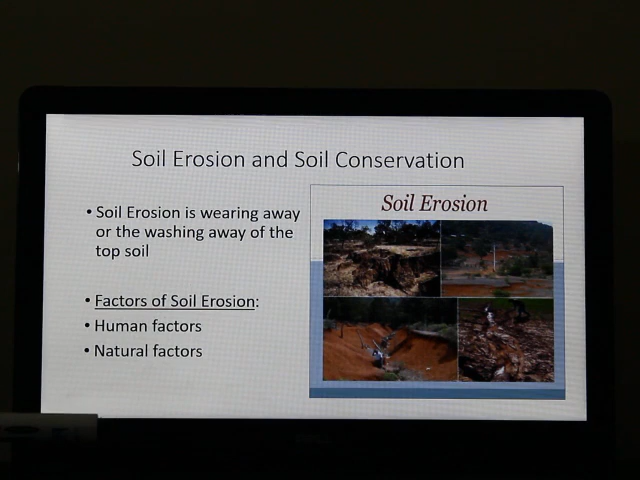 Soil Erosion and Soil Conservation
• Soil Erosion is wearing away
or the washing away of the
top soil
• Factors of Soil Erosion:
• Human factors
• Natural factors
Soil Erosion